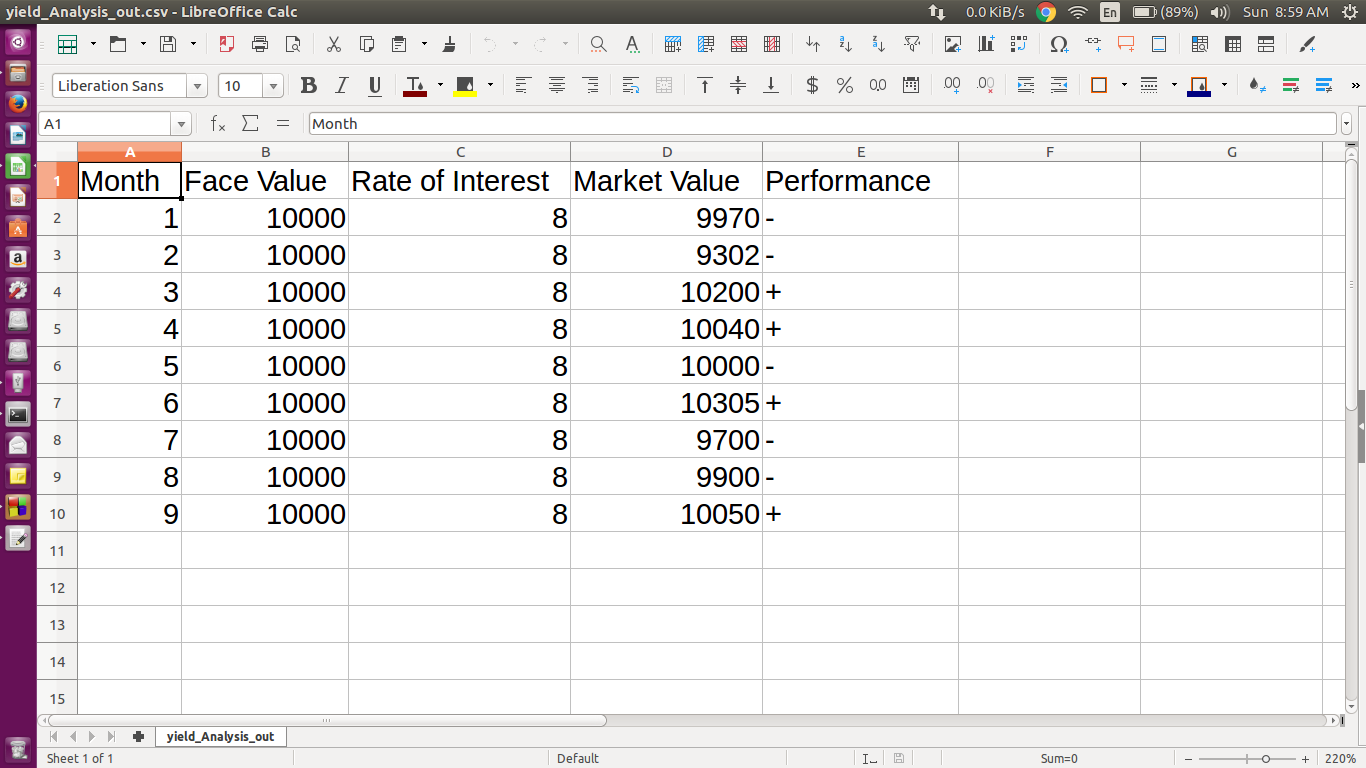 yield_Analysis_out.csv - LibreOffice Calc 0.0 KiB/s En (89%) Sun 8:59 AM
Liberation Sans 10
A1 Month
A B C D E F G
1 Month Face Value Rate of Interest Market Value Performance
2 1 10000 8 9970 -
3 2 10000 8 9302 -
4 3 10000 8 10200 +
5 4 10000 8 10040 +
6 5 10000 8 10000 -
7 6 10000 8 10305 +
8 7 10000 8 9700 -
9 8 10000 8 9900 -
10 9 10000 8 10050 +
11
12
13
14
15
yield_Analysis_out
Sheet 1 of 1 Default Sum=0 220%